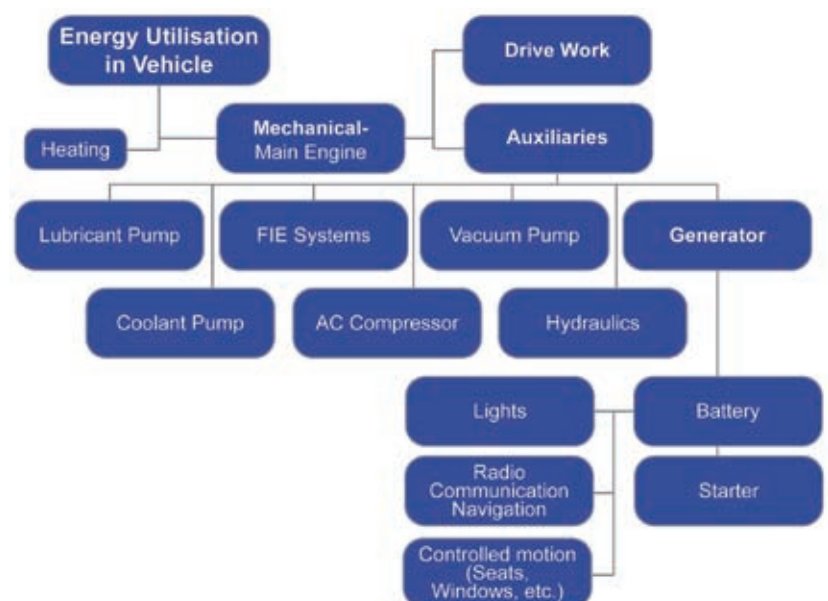 Energy Utilisation
in Vehicle
Drive Work
Heating
Mechanical-
Main Engine
Auxiliaries
Lubricant Pump
FIE Systems
Vacuum Pump
Generator
Coolant Pump
AC Compressor
Hydraulics
Lights
Battery
Radio
Communication
Navigation
Starter
Controlled motion
(Seats,
Windows, etc.)